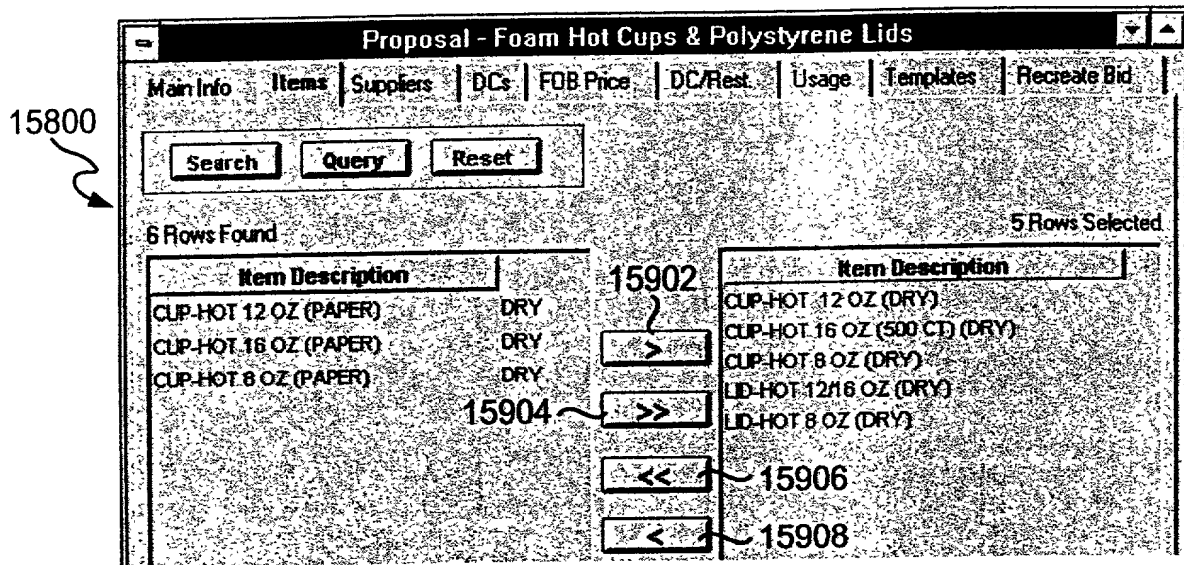 Proposal - Foam Hot Cups & Polystyrene Lids
Main Info Items Suppliers DCs FOB Price DC/Rest. Usage Templates Recreate Bid
15800
Search Query Reset
6 Rows Found
5 Rows Selected
Item Description
CUP-HOT 12 OZ (PAPER) DRY
CUP-HOT 16 OZ (PAPER) DRY
CUP-HOT 8 OZ (PAPER) DRY
15902
>
15904 >>
<< 15906
< 15908
Item Description
CUP-HOT 12 OZ (DRY)
CUP-HOT 16 OZ (500 CT) (DRY)
CUP-HOT 8 OZ (DRY)
LID-HOT 12/16 OZ (DRY)
LID-HOT 8 OZ (DRY)